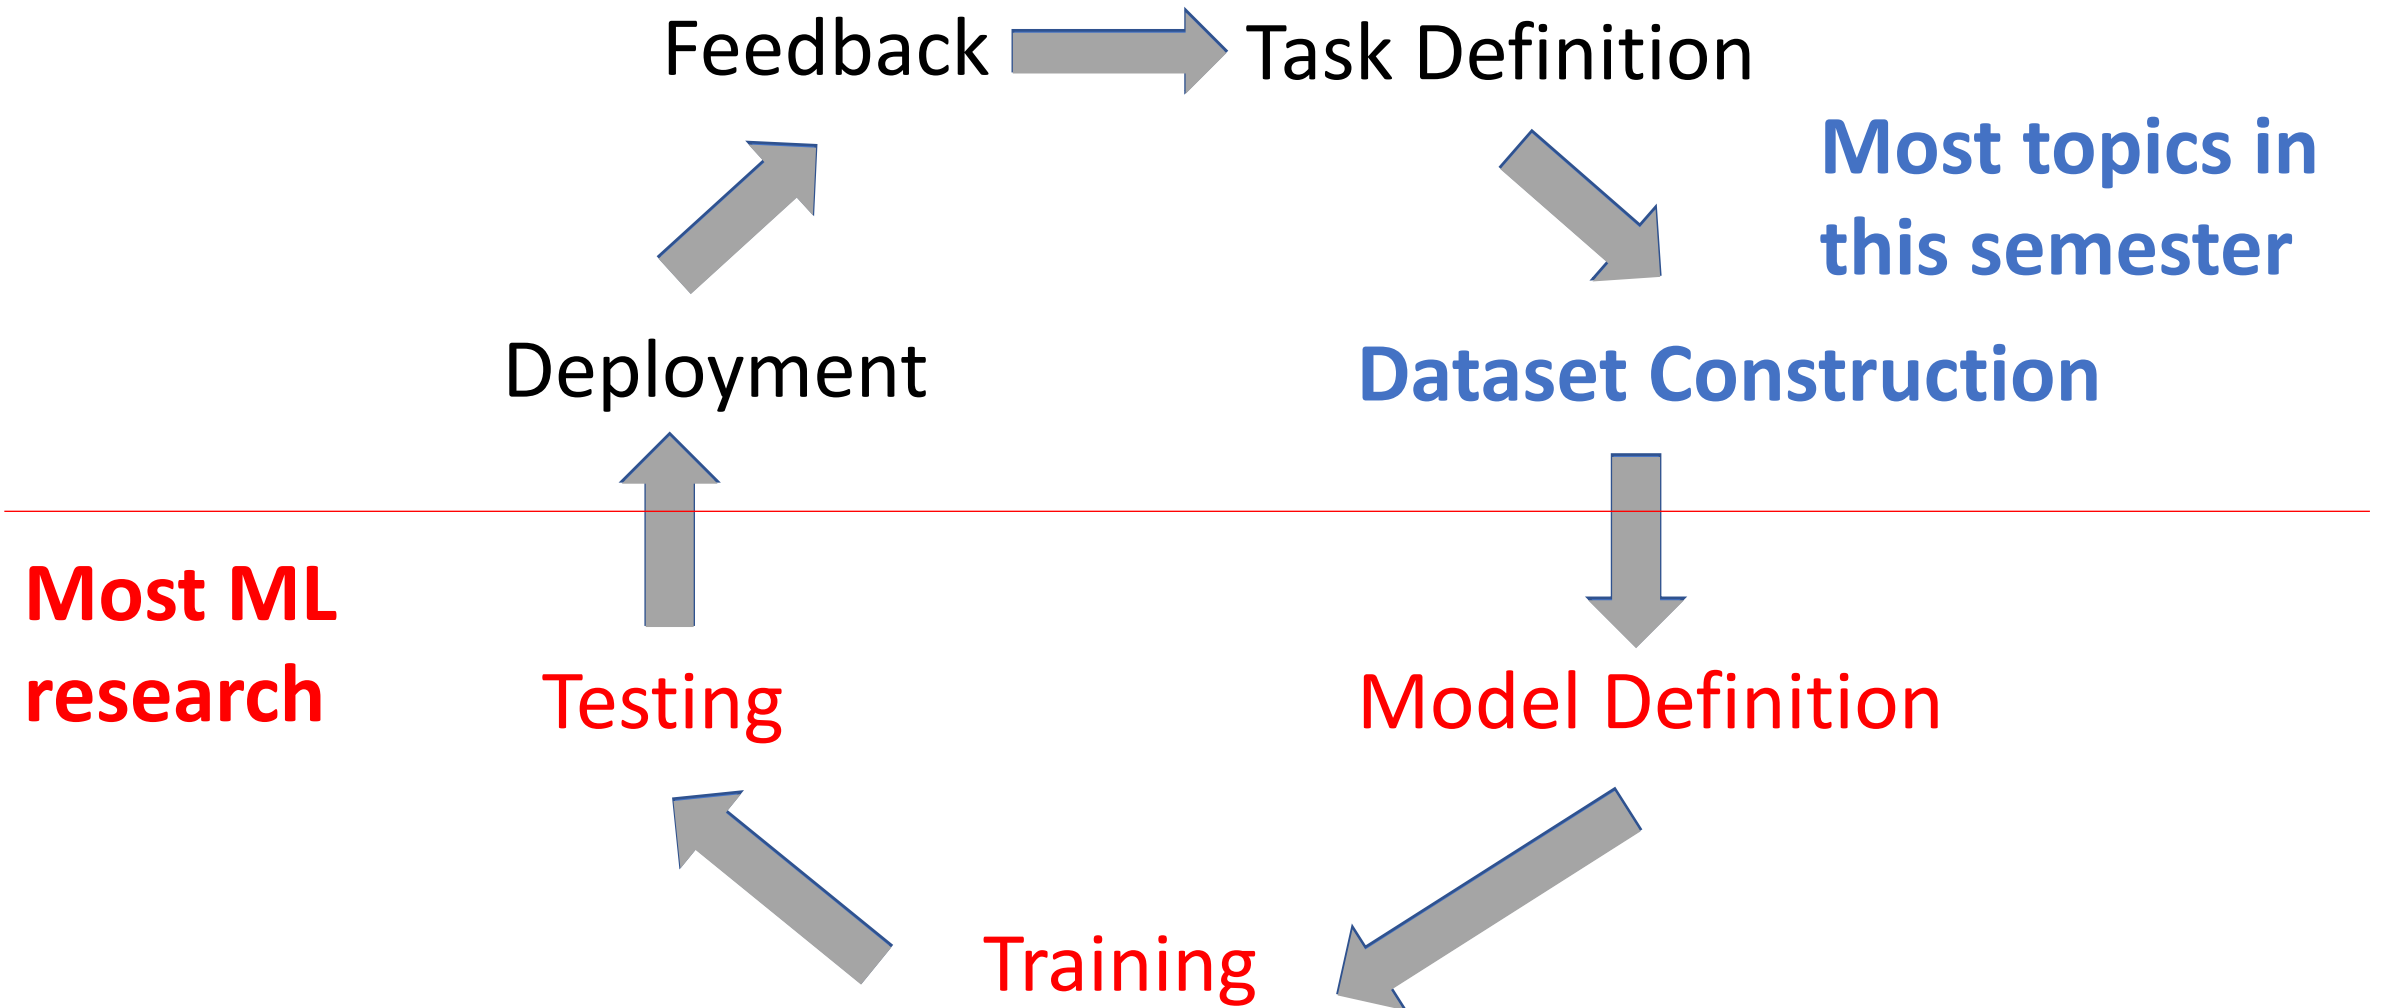 Feedback
Task Definition
Most topics in
this semester
Deployment
Dataset Construction
Most ML
research
Testing
Model Definition
Training